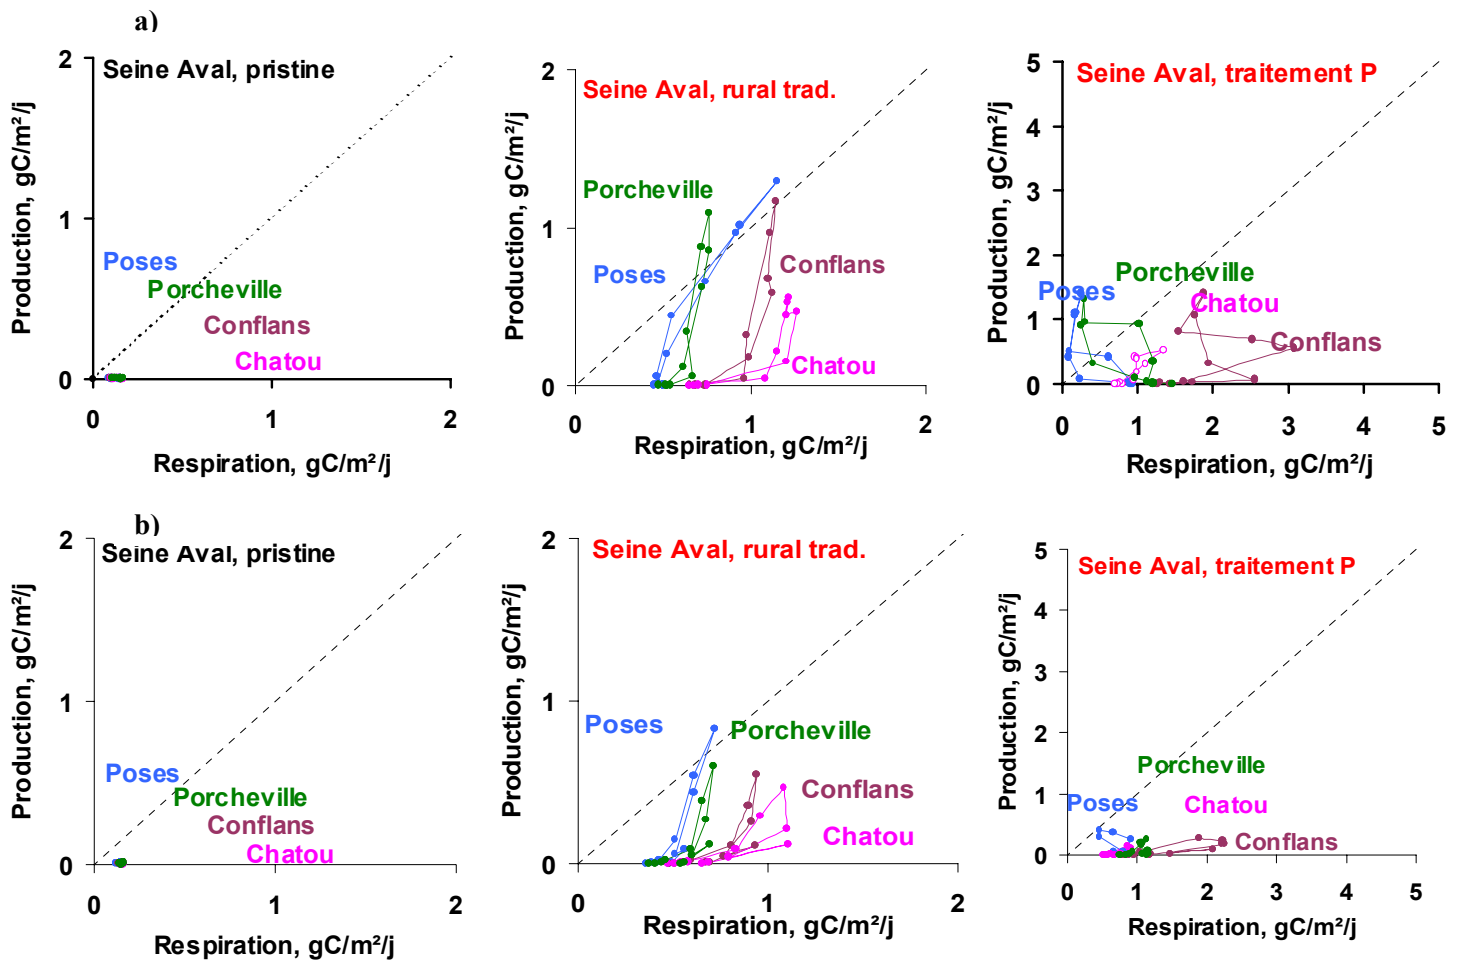 a)
Seine Aval, pristine
Production, gC/m²/j
2
1
0
Poses
Porcheville
Conflans
Chatou
0 1 2
Respiration, gC/m²/j
Seine Aval, rural trad.
Production, gC/m²/j
2
1
0
Porcheville
Poses
Conflans
Chatou
0 1 2
Respiration, gC/m²/j
Seine Aval, traitement P
Production, gC/m²/j
5
4
3
2
1
0
Porcheville
Poses
Chatou
Conflans
0 1 2 3 4 5
Respiration, gC/m²/j
b)
Seine Aval, pristine
Production, gC/m²/j
2
1
0
Poses
Porcheville
Conflans
Chatou
0 1 2
Respiration, gC/m²/j
Seine Aval, rural trad.
Production, gC/m²/j
2
1
0
Poses
Porcheville
Conflans
Chatou
0 1 2
Respiration, gC/m²/j
Seine Aval, traitement P
Production, gC/m²/j
5
4
3
2
1
0
Porcheville
Poses
Chatou
Conflans
0 1 2 3 4 5
Respiration, gC/m²/j